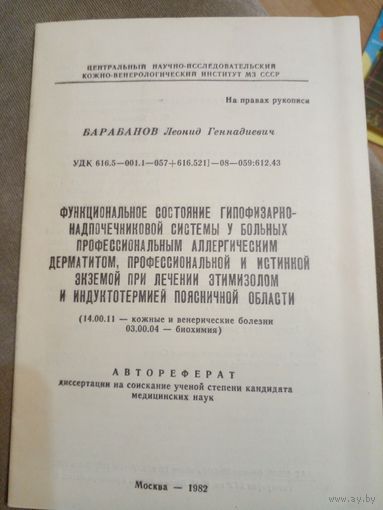 ЦЕНТРАЛЬНЫЙ НАУЧНО-ИССЛЕДОВАТЕЛЬСКИЙ
КОЖНО-ВЕНЕРОЛОГИЧЕСКИЙ ИНСТИТУТ МЗ СССР
На правах рукописи
БАРАБАНОВ Леонид Геннадиевич
УДК 616.5—001.1—057+616.521]—08—059:612.43
ФУНКЦИОНАЛЬНОЕ СОСТОЯНИЕ ГИПОФИЗАРНО-
НАДПОЧЕЧНИКОВОЙ СИСТЕМЫ У БОЛЬНЫХ
ПРОФЕССИОНАЛЬНЫМ АЛЛЕРГИЧЕСКИМ
ДЕРМАТИТОМ, ПРОФЕССИОНАЛЬНОЙ И ИСТИННОЙ
ЭКЗЕМОЙ ПРИ ЛЕЧЕНИИ ЭТИМИЗОЛОМ
И ИНДУКТОТЕРМИЕЙ ПОЯСНИЧНОЙ ОБЛАСТИ
(14.00.11 — кожные и венерические болезни
03.00.04 — биохимия)
АВТОРЕФЕРАТ
диссертации на соискание ученой степени кандидата
медицинских наук
Москва — 1982
www.ay.by